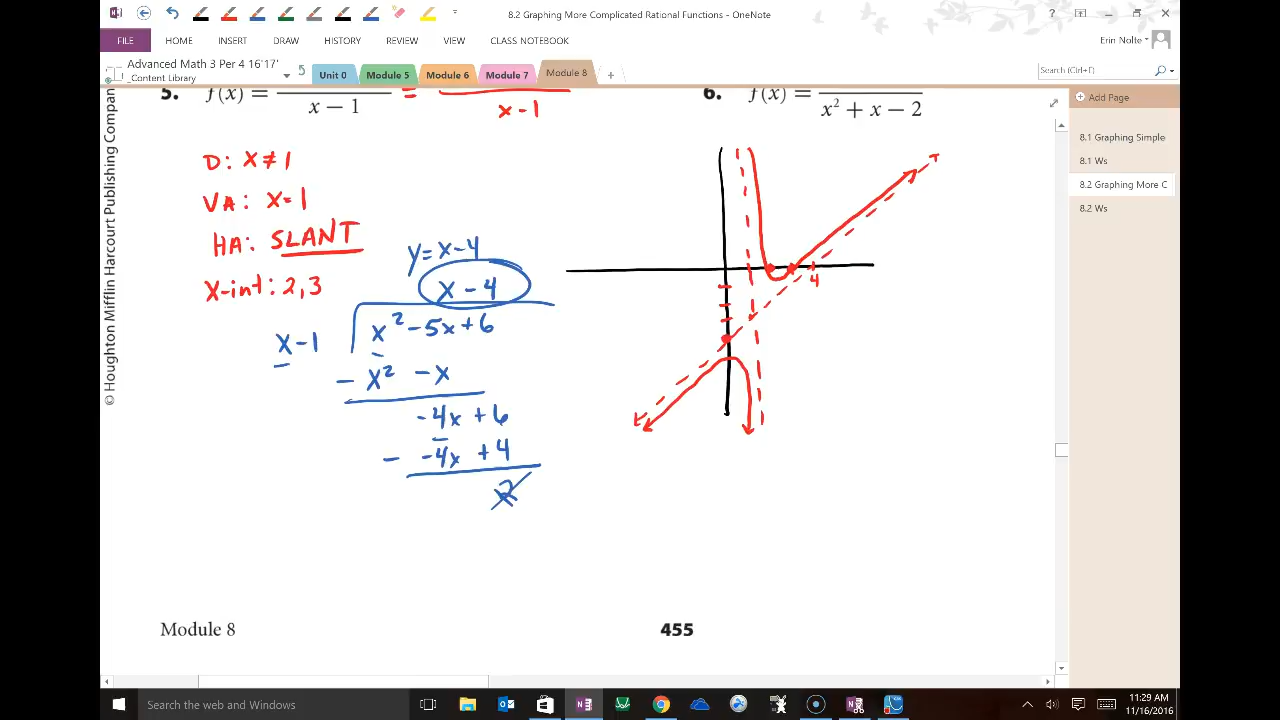 8.2 Graphing More Complicated Rational Functions - OneNote
FILE HOME INSERT DRAW HISTORY REVIEW VIEW CLASS NOTEBOOK
Erin Nolte
Advanced Math 3 Per 4 16'17'
_Content Library
Unit 0 Module 5 Module 6 Module 7 Module 8 +
Search (Ctrl+E)
Add Page
8.1 Graphing Simple
8.1 Ws
8.2 Graphing More C
8.2 Ws
© Houghton Mifflin Harcourt Publishing Compan
5. f(x) = x − 1 = x-1
6. f(x) = x² + x − 2
D: x ≠ 1
VA: x=1
HA: SLANT
x-int: 2,3
y=x-4
x - 4
x-1 x²-5x+6
- x² - x
-4x + 6
- -4x + 4
2
4
Module 8
455
Search the web and Windows
11:29 AM
11/16/2016